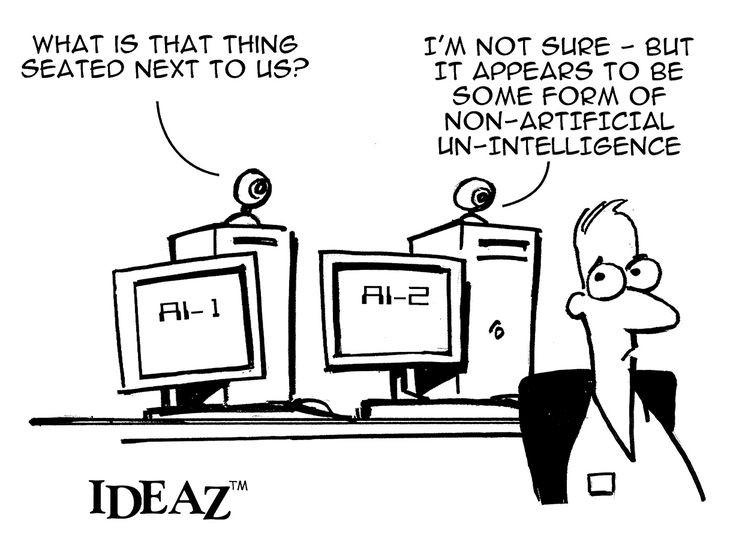 WHAT IS THAT THING
SEATED NEXT TO US?
I'M NOT SURE – BUT
IT APPEARS TO BE
SOME FORM OF
NON-ARTIFICIAL
UN-INTELLIGENCE
AI-1
AI-2
IDEAZ™